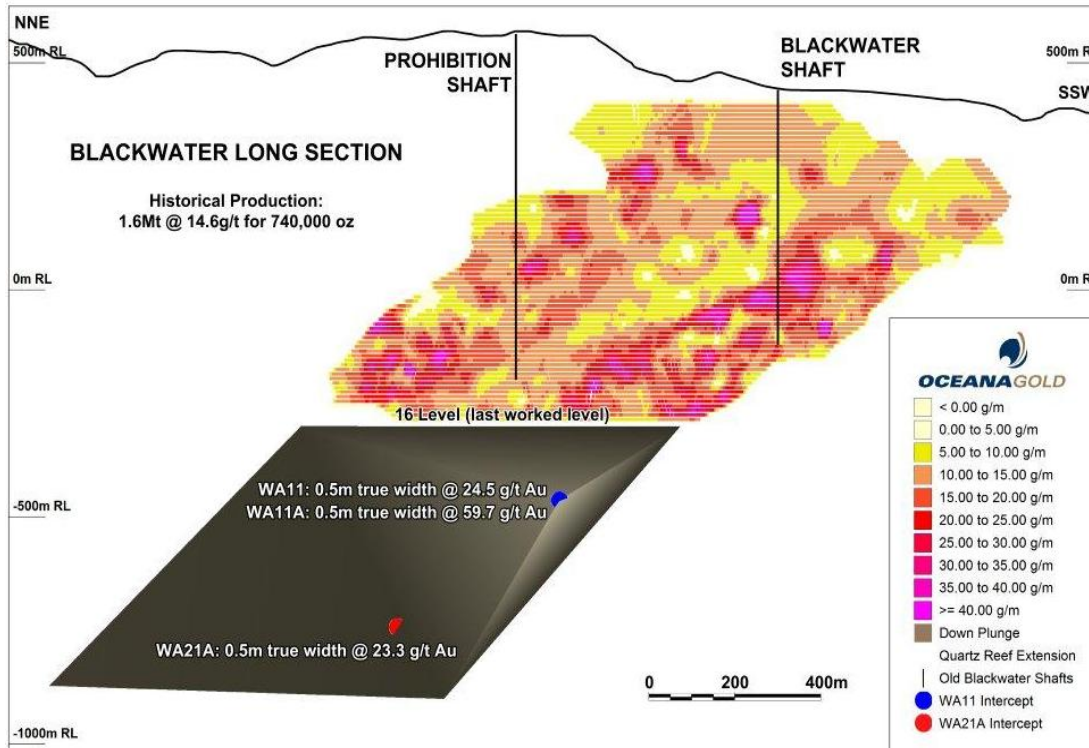 NNE
500m RL
PROHIBITION
SHAFT
BLACKWATER
SHAFT
500m R
SSW
BLACKWATER LONG SECTION
Historical Production:
1.6Mt @ 14.6g/t for 740,000 oz
0m RL
0m RL
16 Level (last worked level)
WA11: 0.5m true width @ 24.5 g/t Au
WA11A: 0.5m true width @ 59.7 g/t Au
-500m RL
WA21A: 0.5m true width @ 23.3 g/t Au
0 200 400m
-1000m RL
OCEANAGOLD
< 0.00 g/m
0.00 to 5.00 g/m
5.00 to 10.00 g/m
10.00 to 15.00 g/m
15.00 to 20.00 g/m
20.00 to 25.00 g/m
25.00 to 30.00 g/m
30.00 to 35.00 g/m
35.00 to 40.00 g/m
>= 40.00 g/m
Down Plunge
Quartz Reef Extension
Old Blackwater Shafts
WA11 Intercept
WA21A Intercept